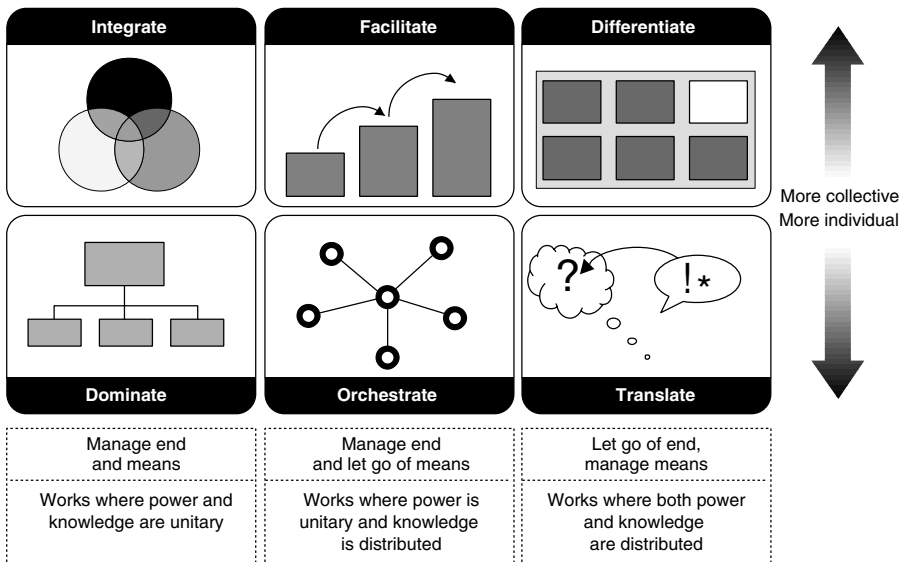 Integrate
Facilitate
Differentiate
More collective
More individual
?
!*
Dominate
Orchestrate
Translate
Manage end
and means
Manage end
and let go of means
Let go of end,
manage means
Works where power and
knowledge are unitary
Works where power is
unitary and knowledge
is distributed
Works where both power
and knowledge
are distributed